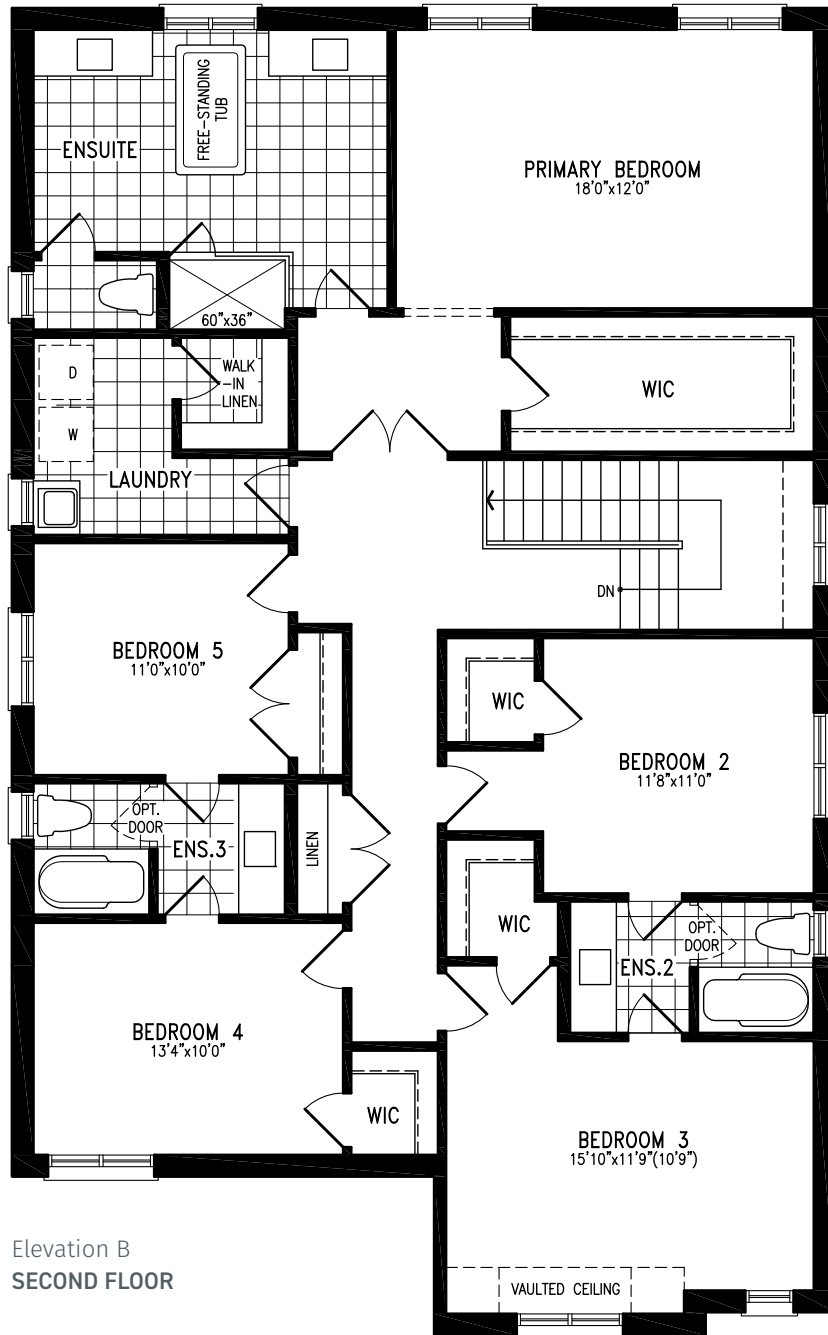 FREE-STANDING
TUB
ENSUITE
PRIMARY BEDROOM
18'0"x12'0"
60"x36"
D
WALK
-IN
LINEN
WIC
W
LAUNDRY
DN
BEDROOM 5
11'0"x10'0"
WIC
BEDROOM 2
11'8"x11'0"
OPT.
DOOR
ENS.3
LINEN
WIC
OPT.
DOOR
ENS.2
BEDROOM 4
13'4"x10'0"
WIC
BEDROOM 3
15'10"x11'9"(10'9")
VAULTED CEILING
Elevation B
SECOND FLOOR